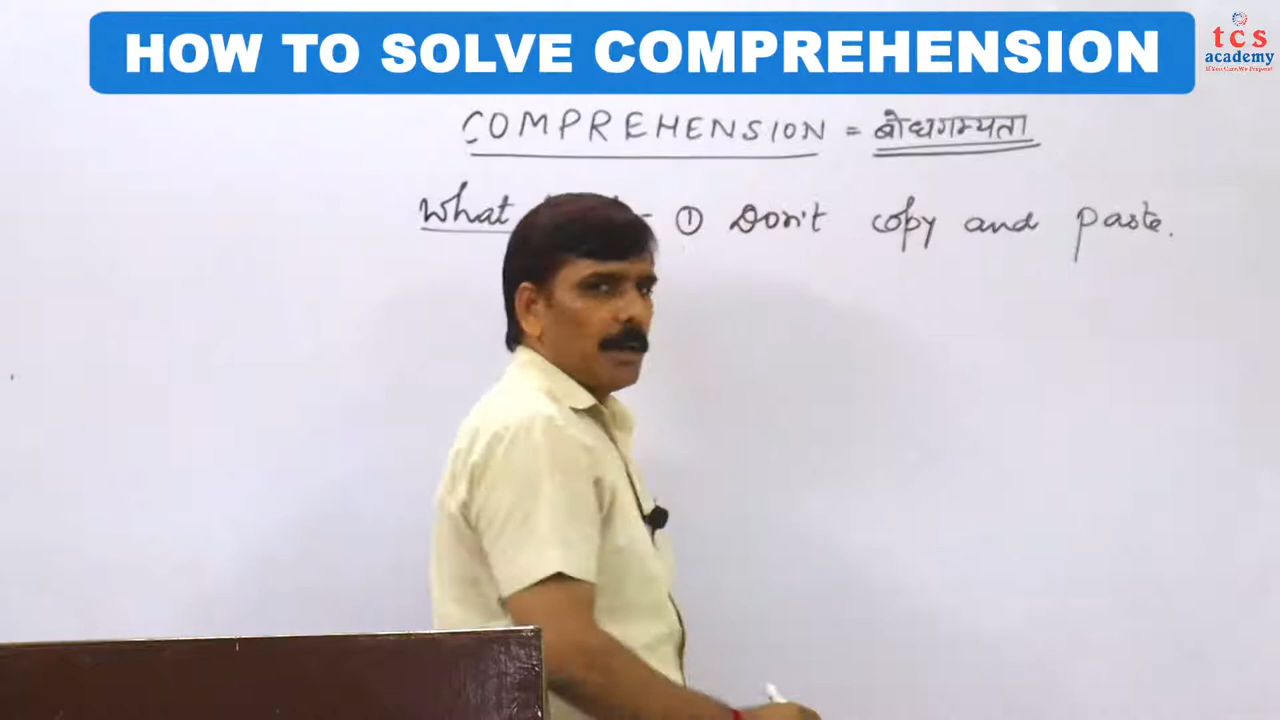 HOW TO SOLVE COMPREHENSION
tcs
academy
COMPREHENSION = बोधगम्यता
What - ① Don't copy and paste.